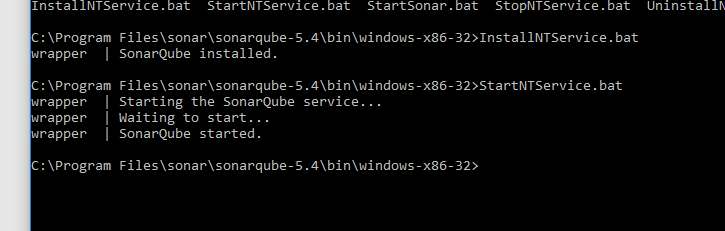 InstallNTService.bat  StartNTService.bat  StartSonar.bat  StopNTService.bat  UninstallN
C:\Program Files\sonar\sonarqube-5.4\bin\windows-x86-32>InstallNTService.bat
wrapper  | SonarQube installed.
C:\Program Files\sonar\sonarqube-5.4\bin\windows-x86-32>StartNTService.bat
wrapper  | Starting the SonarQube service...
wrapper  | Waiting to start...
wrapper  | SonarQube started.
C:\Program Files\sonar\sonarqube-5.4\bin\windows-x86-32>